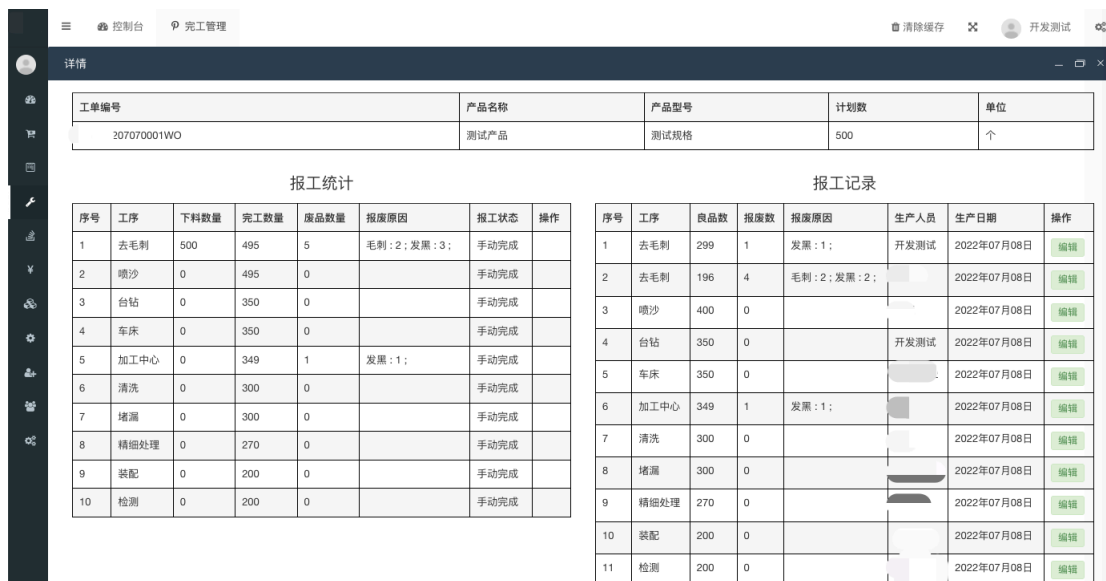 控制台 完工管理 清除缓存 开发测试
详情
工单编号 产品名称 产品型号 计划数 单位
207070001WO 测试产品 测试规格 500 个
报工统计
序号 工序 下料数量 完工数量 废品数量 报废原因 报工状态 操作
1 去毛刺 500 495 5 毛刺:2;发黑:3; 手动完成
2 喷沙 0 495 0 手动完成
3 台钻 0 350 0 手动完成
4 车床 0 350 0 手动完成
5 加工中心 0 349 1 发黑:1; 手动完成
6 清洗 0 300 0 手动完成
7 堵漏 0 300 0 手动完成
8 精细处理 0 270 0 手动完成
9 装配 0 200 0 手动完成
10 检测 0 200 0 手动完成
报工记录
序号 工序 良品数 报废数 报废原因 生产人员 生产日期 操作
1 去毛刺 299 1 发黑:1; 开发测试 2022年07月08日 编辑
2 去毛刺 196 4 毛刺:2;发黑:2; 2022年07月08日 编辑
3 喷沙 400 0 2022年07月08日 编辑
4 台钻 350 0 开发测试 2022年07月08日 编辑
5 车床 350 0 2022年07月08日 编辑
6 加工中心 349 1 发黑:1; 2022年07月08日 编辑
7 清洗 300 0 2022年07月08日 编辑
8 堵漏 300 0 2022年07月08日 编辑
9 精细处理 270 0 2022年07月08日 编辑
10 装配 200 0 2022年07月08日 编辑
11 检测 200 0 2022年07月08日 编辑